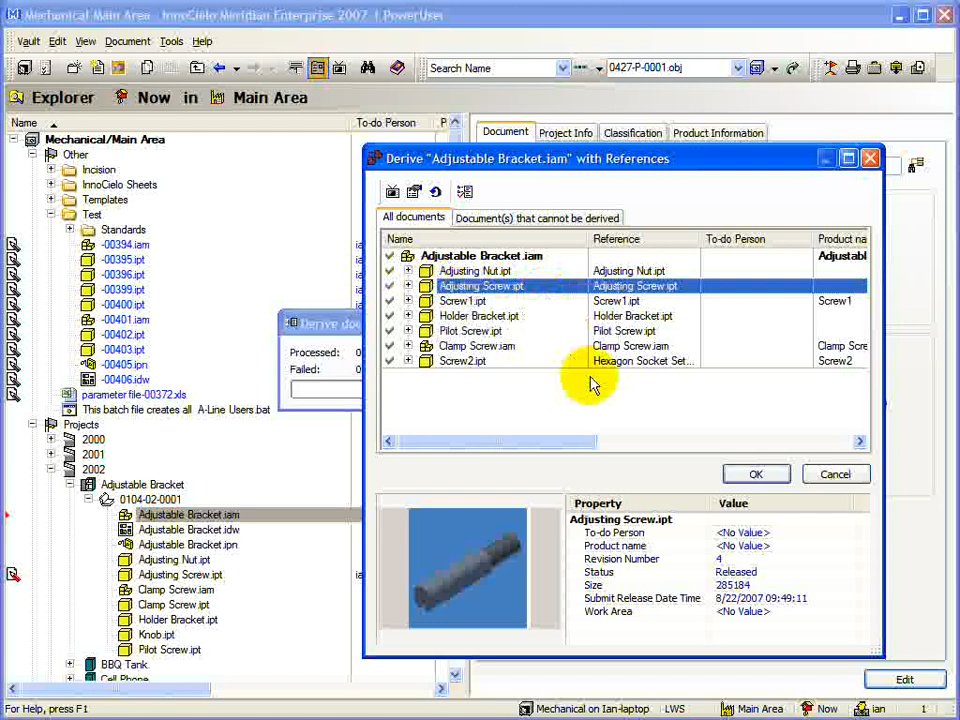 Mechanical Main Area - InnoCielo Meridian Enterprise 2007 | PowerUser
Vault Edit View Document Tools Help
Search Name 0427-P-0001.obj
Explorer Now in Main Area
Name To-do Person P
Mechanical/Main Area
Other
Incision
InnoCielo Sheets
Templates
Test
Standards
-00394.iam
-00395.ipt
-00396.ipt
-00399.ipt
-00400.ipt
-00401.iam
-00402.ipt
-00403.ipt
-00405.ipn
-00406.idw
parameter file-00372.xls
This batch file creates all A-Line Users.bat
Projects
2000
2001
2002
Adjustable Bracket
0104-02-0001
Adjustable Bracket.iam
Adjustable Bracket.idw
Adjustable Bracket.ipn
Adjusting Nut.ipt
Adjusting Screw.ipt
Clamp Screw.iam
Clamp Screw.ipt
Holder Bracket.ipt
Knob.ipt
Pilot Screw.ipt
BBQ Tank
Cell Phone
Document Project Info Classification Product Information
Derive do
Processed:
Failed:
Derive "Adjustable Bracket.iam" with References
All documents Document(s) that cannot be derived
Name Reference To-do Person Product na
Adjustable Bracket.iam Adjustabl
Adjusting Nut.ipt Adjusting Nut.ipt
Adjusting Screw.ipt Adjusting Screw.ipt
Screw1.ipt Screw1.ipt Screw1
Holder Bracket.ipt Holder Bracket.ipt
Pilot Screw.ipt Pilot Screw.ipt
Clamp Screw.iam Clamp Screw.iam Clamp Scre
Screw2.ipt Hexagon Socket Set... Screw2
OK Cancel
Property Value
Adjusting Screw.ipt
To-do Person <No Value>
Product name <No Value>
Revision Number 4
Status Released
Size 285184
Submit Release Date Time 8/22/2007 09:49:11
Work Area <No Value>
Edit
For Help, press F1 Mechanical on Ian-laptop LWS Main Area Now ian 1